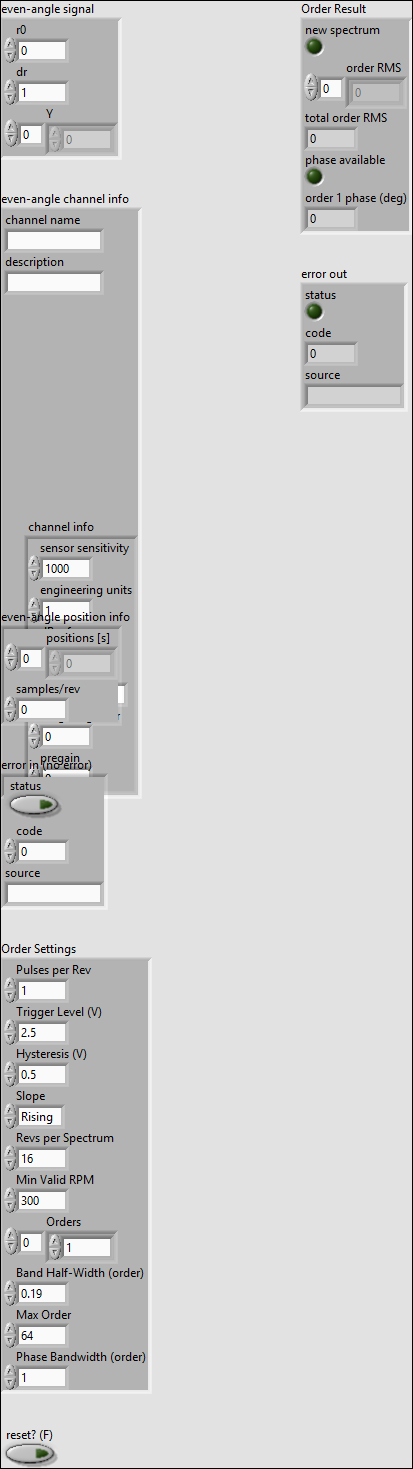 even-angle signal
r0
0
dr
1
Y
0
0
even-angle channel info
channel name
description
channel info
sensor sensitivity
1000
engineering units
1
even-angle position info
positions [s]
0
0
samples/rev
0
0
pregain
error in (no error)
status
code
0
source
Order Settings
Pulses per Rev
1
Trigger Level (V)
2.5
Hysteresis (V)
0.5
Slope
Rising
Revs per Spectrum
16
Min Valid RPM
300
Orders
0
1
Band Half-Width (order)
0.19
Max Order
64
Phase Bandwidth (order)
1
reset? (F)
Order Result
new spectrum
order RMS
0
0
total order RMS
0
phase available
order 1 phase (deg)
0
error out
status
code
0
source